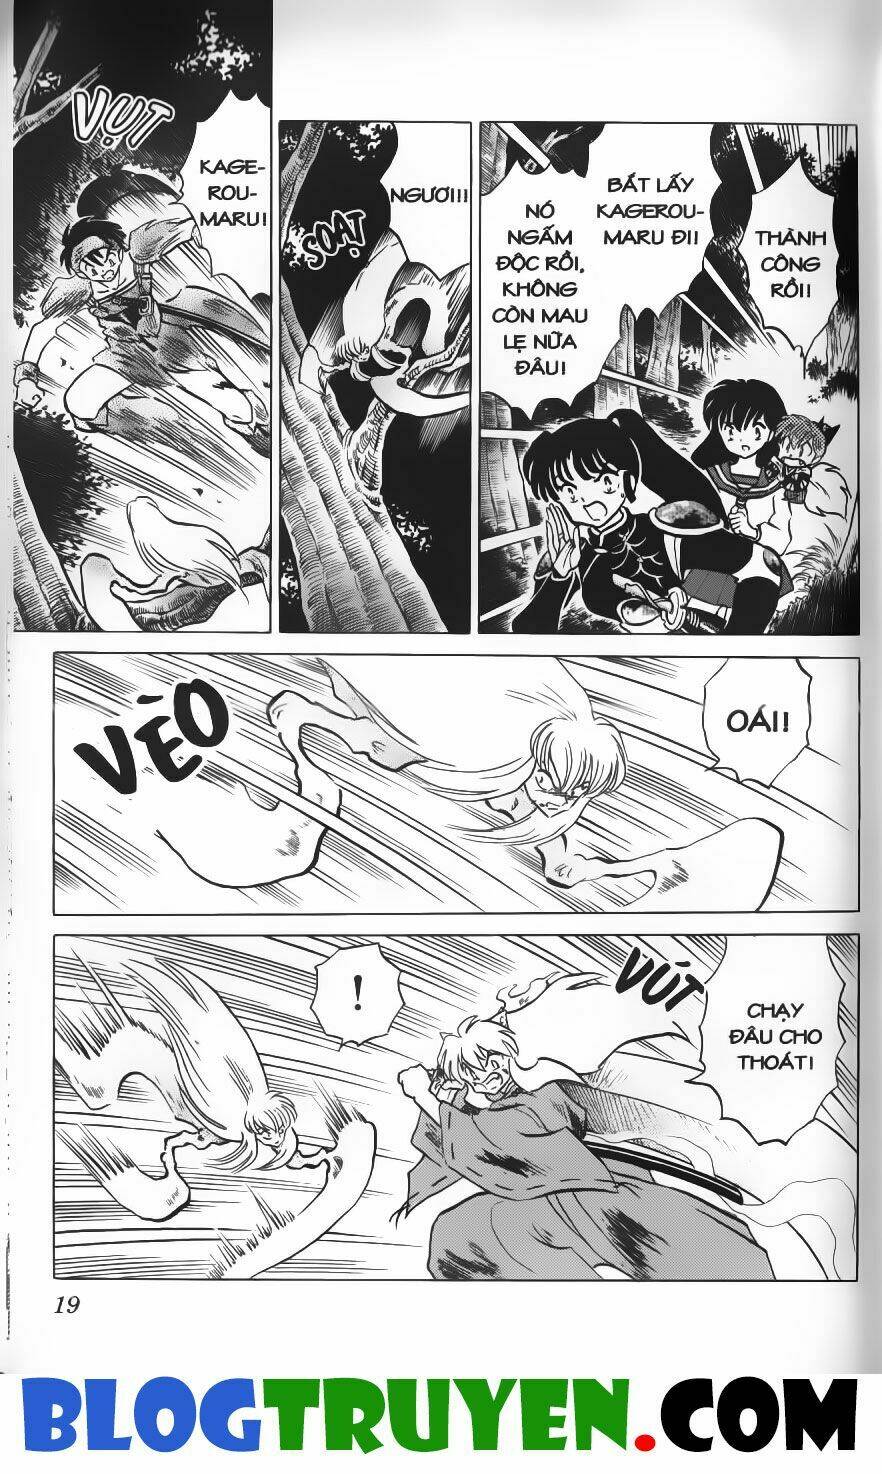 THÀNH
CÔNG
RỒI!
BẮT LẤY
KAGEROU-
MARU ĐI!
NÓ
NGẤM
ĐỘC RỒI,
KHÔNG
CÒN MAU
LẸ NỮA
ĐÂU!
NGƯƠI!!
SOẠT
KAGE-
ROU-
MARU!
VỤT
OÁI!
VÈO
CHẠY
ĐÂU CHO
THOÁT!
VÚT
!
19
BLOGTRUYEN.COM